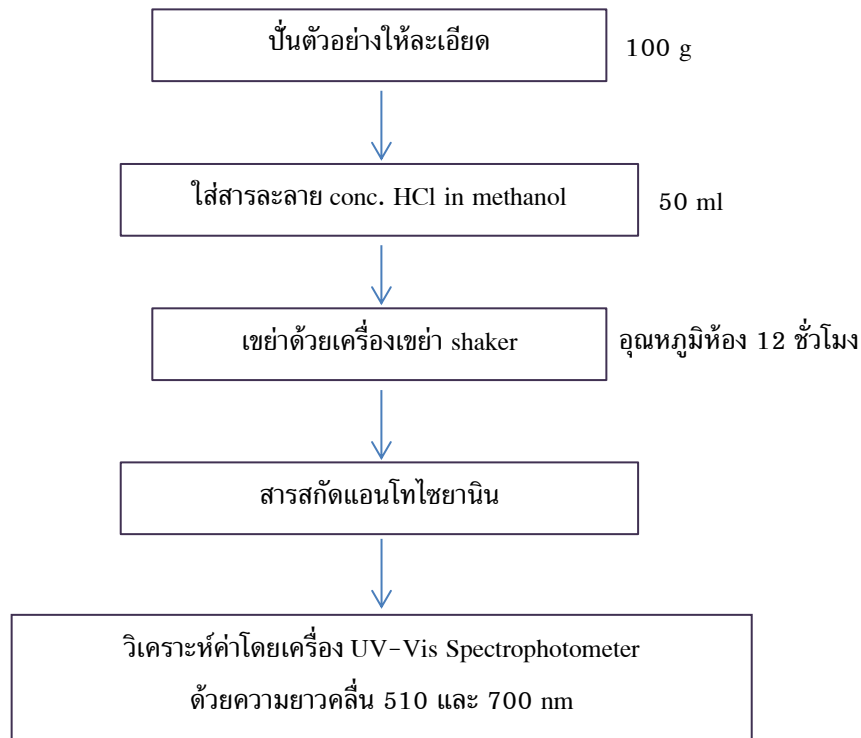 ปั่นตัวอย่างให้ละเอียด
100 g
ใส่สารละลาย conc. HCl in methanol
50 ml
เขย่าด้วยเครื่องเขย่า shaker
อุณหภูมิห้อง 12 ชั่วโมง
สารสกัดแอนโทไซยานิน
วิเคราะห์ค่าโดยเครื่อง UV-Vis Spectrophotometer
ด้วยความยาวคลื่น 510 และ 700 nm